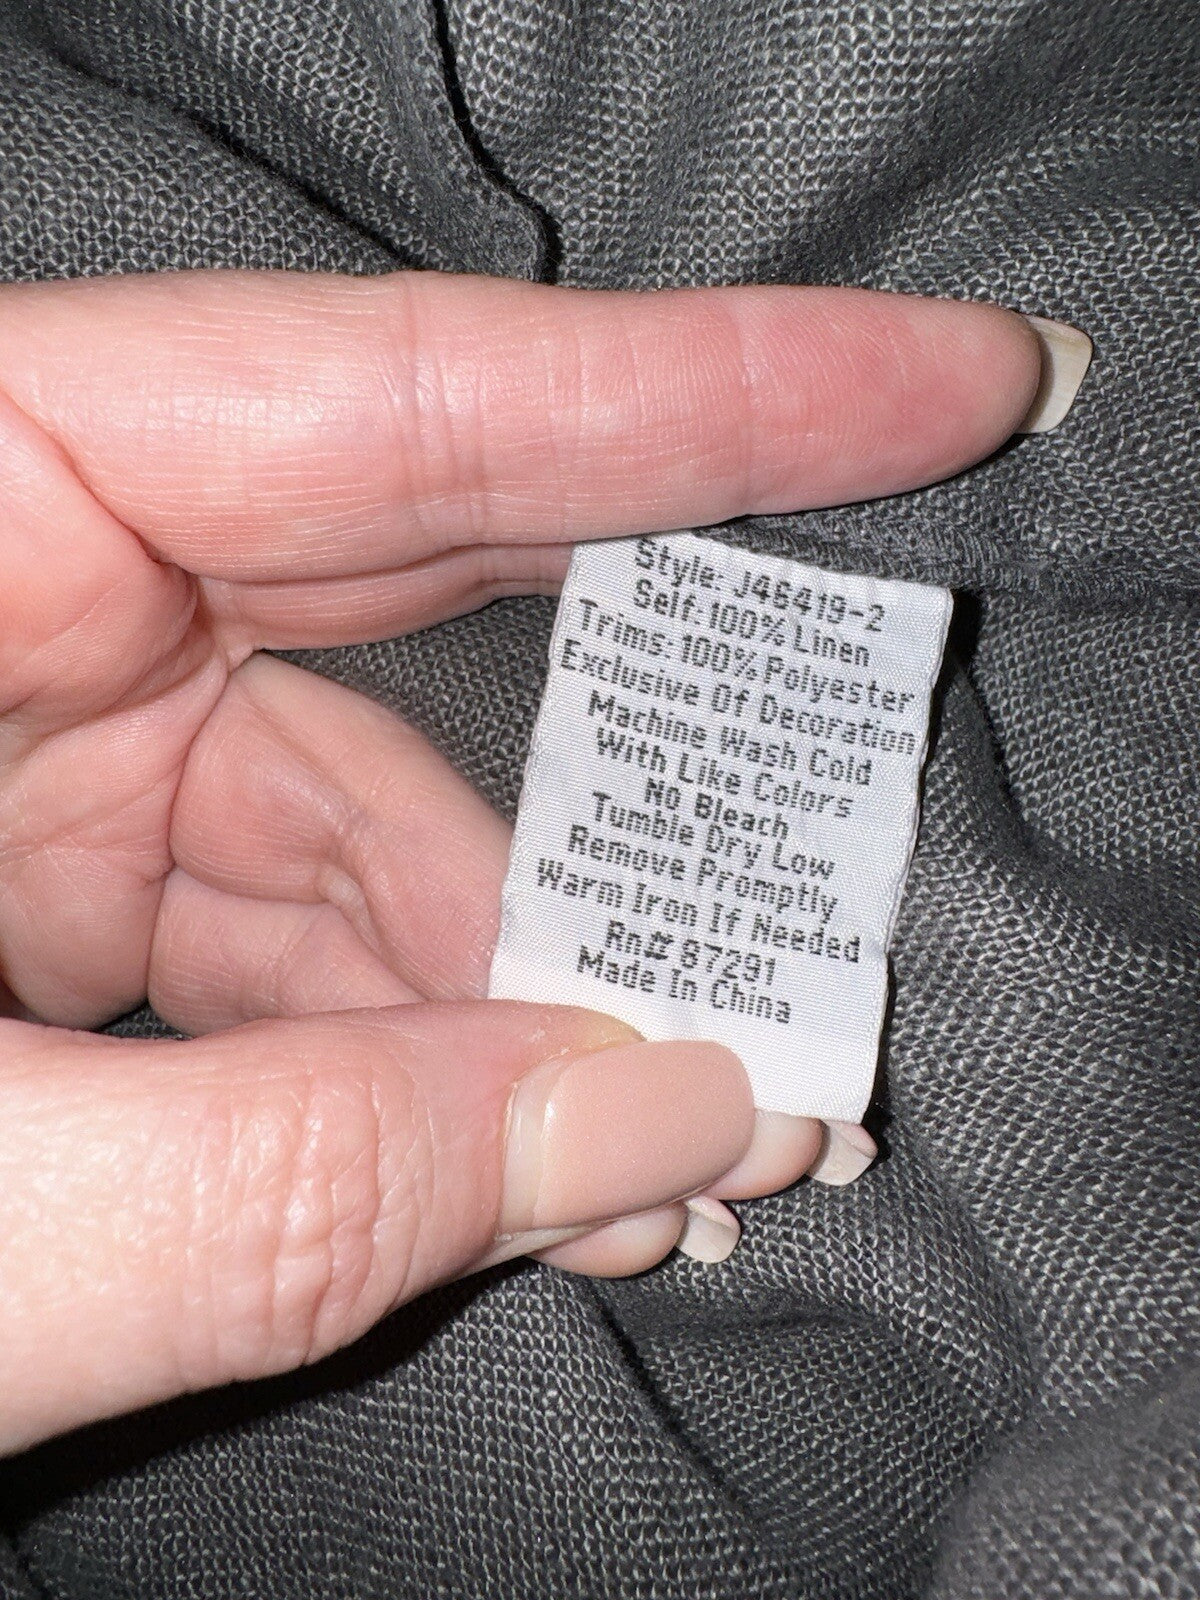 Style: J46419-2
Self: 100% Linen
Trims: 100% Polyester
Exclusive Of Decoration
Machine Wash Cold
With Like Colors
No Bleach
Tumble Dry Low
Remove Promptly
Warm Iron If Needed
Rn# 87291
Made In China